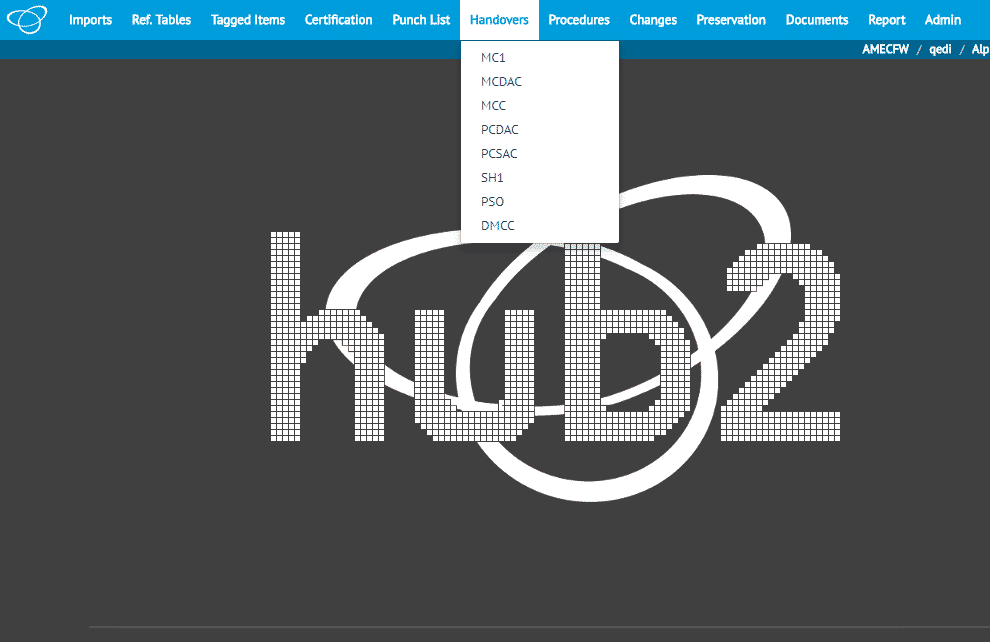 Imports Ref. Tables Tagged Items Certification Punch List Handovers Procedures Changes Preservation Documents Report Admin
AMECFW / qedi / Alp
MC1
MCDAC
MCC
PCDAC
PCSAC
SH1
PSO
DMCC
hub2